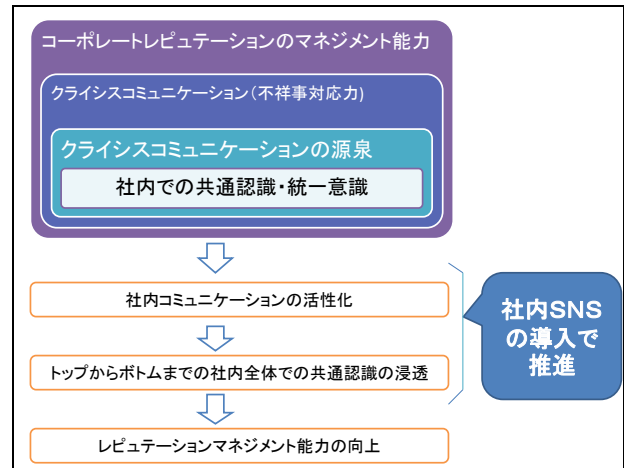 コーポレートレピュテーションのマネジメント能力
クライシスコミュニケーション(不祥事対応力)
クライシスコミュニケーションの源泉
社内での共通認識・統一意識
社内コミュニケーションの活性化
トップからボトムまでの社内全体での共通認識の浸透
レピュテーションマネジメント能力の向上
社内SNS
の導入で
推進